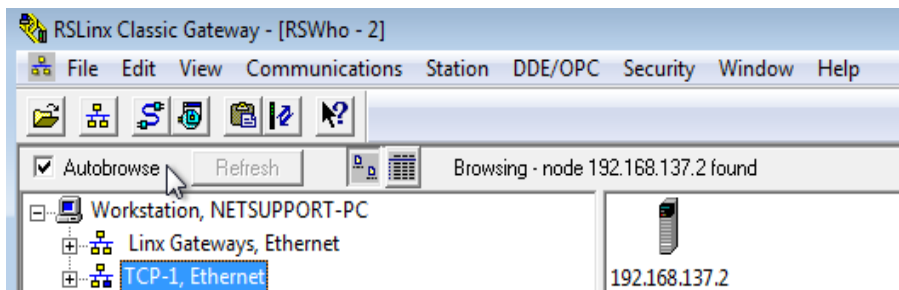 RSLinx Classic Gateway - [RSWho - 2]
File Edit View Communications Station DDE/OPC Security Window Help
Autobrowse Refresh Browsing - node 192.168.137.2 found
Workstation, NETSUPPORT-PC
Linx Gateways, Ethernet
TCP-1, Ethernet
192.168.137.2